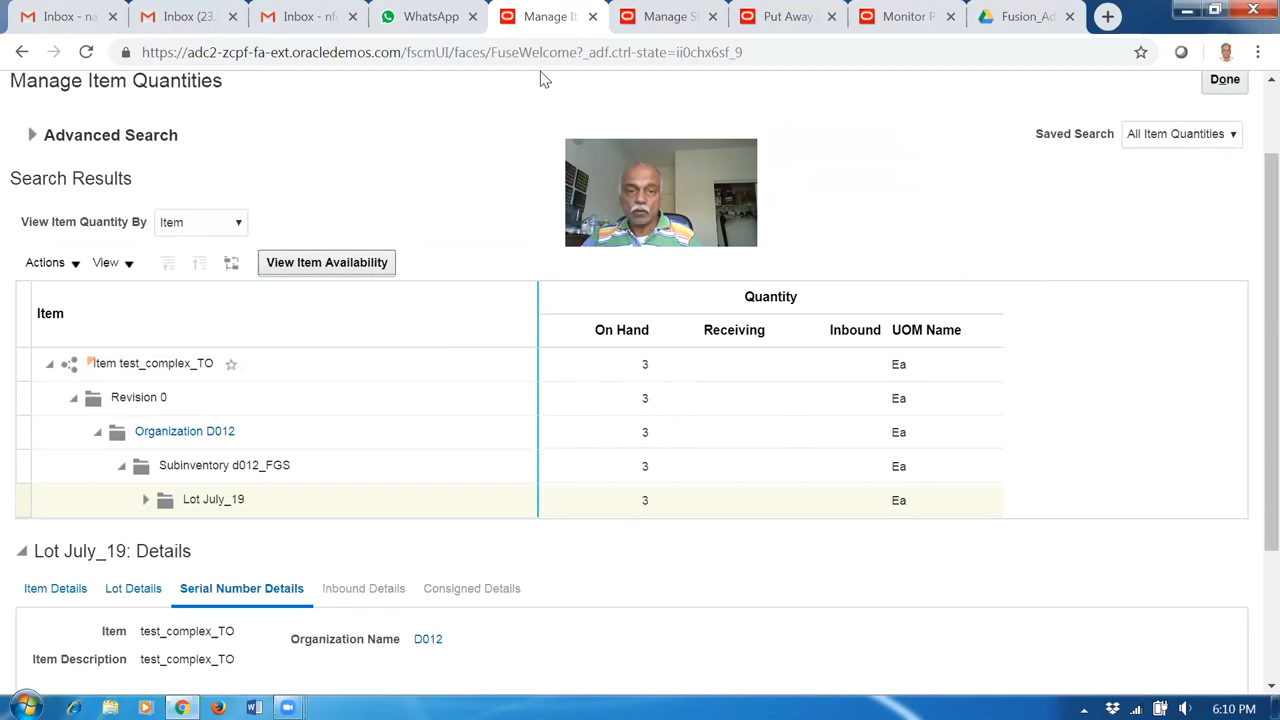 Inbox - na
Inbox (23.
Inbox - nf
WhatsApp
Manage It
Manage S
Put Away
Monitor
Fusion_Ad
https://adc2-zcpf-fa-ext.oracledemos.com/fscmUI/faces/FuseWelcome?_adf.ctrl-state=ii0chx6sf_9
Manage Item Quantities
Done
Advanced Search
Saved Search All Item Quantities
Search Results
View Item Quantity By Item
Actions View View Item Availability
Item Quantity
On Hand Receiving Inbound UOM Name
Item test_complex_TO 3 Ea
Revision 0 3 Ea
Organization D012 3 Ea
Subinventory d012_FGS 3 Ea
Lot July_19 3 Ea
Lot July_19: Details
Item Details Lot Details Serial Number Details Inbound Details Consigned Details
Item test_complex_TO Organization Name D012
Item Description test_complex_TO
6:10 PM